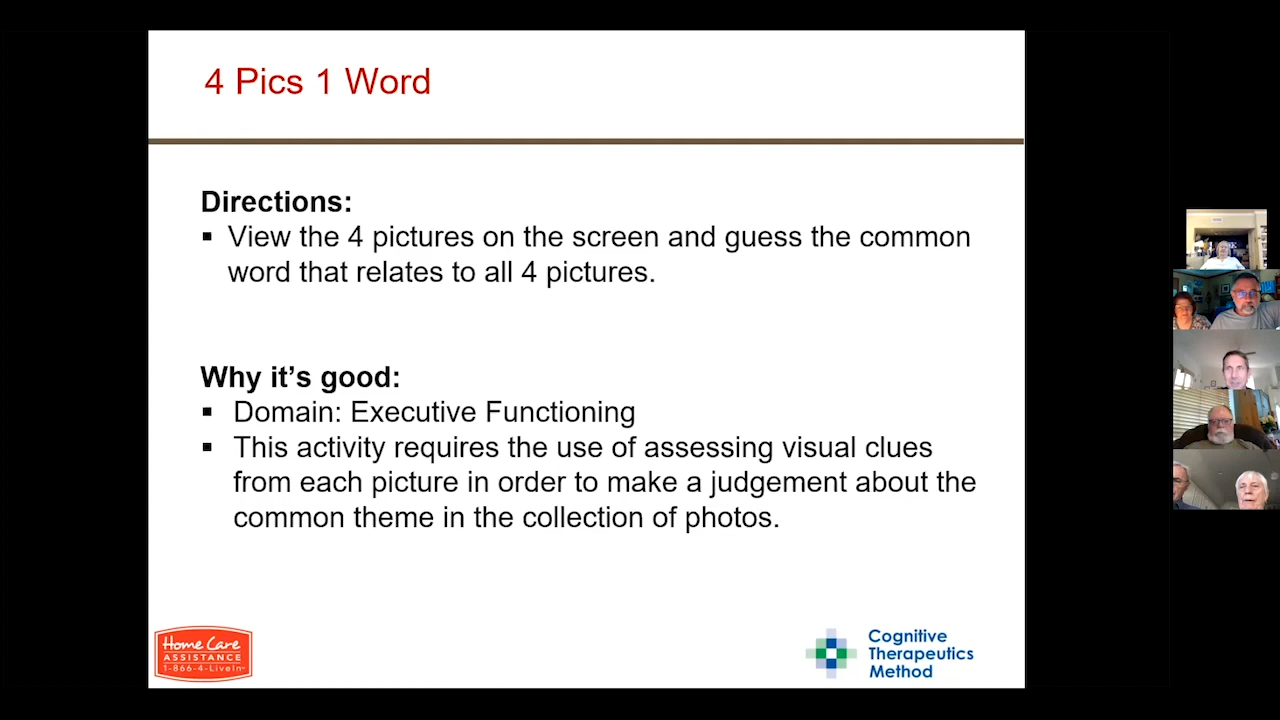 4 Pics 1 Word
Directions:
▪ View the 4 pictures on the screen and guess the common
word that relates to all 4 pictures.
Why it’s good:
▪ Domain: Executive Functioning
▪ This activity requires the use of assessing visual clues
from each picture in order to make a judgement about the
common theme in the collection of photos.
Home Care
ASSISTANCE
1-866-4-LiveIn
Cognitive
Therapeutics
Method